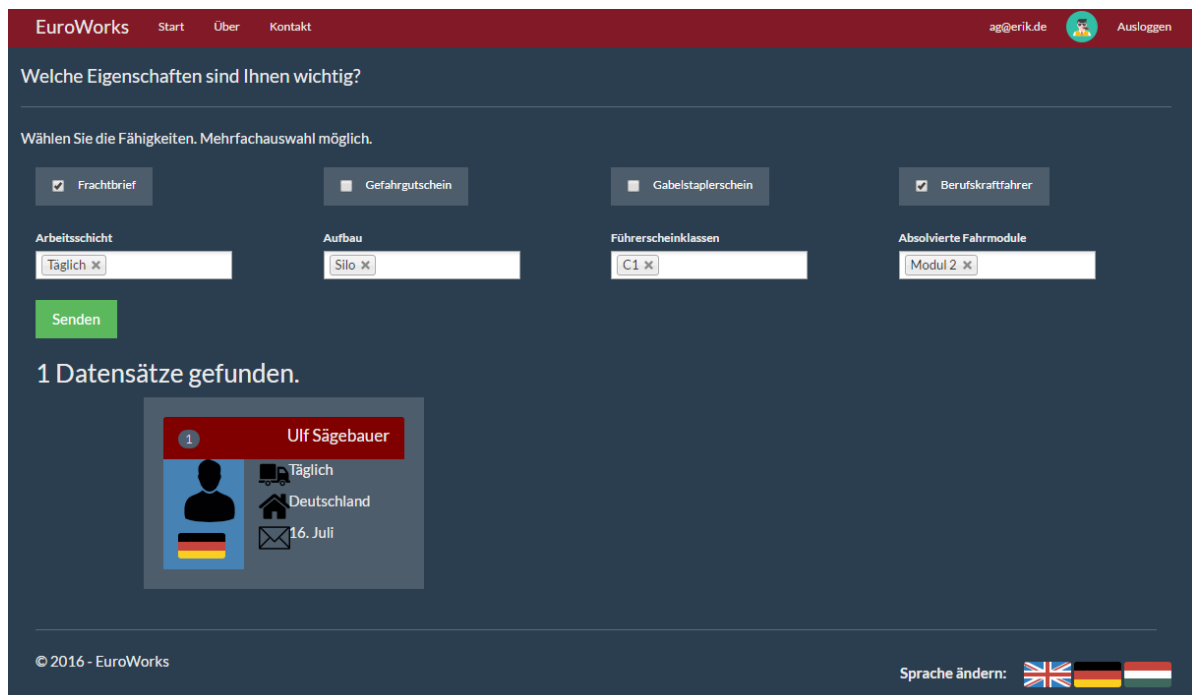 EuroWorks Start Über Kontakt ag@erik.de Ausloggen
Welche Eigenschaften sind Ihnen wichtig?
Wählen Sie die Fähigkeiten. Mehrfachauswahl möglich.
Frachtbrief Gefahrgutschein Gabelstaplerschein Berufskraftfahrer
Arbeitsschicht Aufbau Führerscheinklassen Absolvierte Fahrmodule
Täglich × Silo × C1 × Modul 2 ×
Senden
1 Datensätze gefunden.
1 Ulf Sägebauer
Täglich
Deutschland
16. Juli
© 2016 - EuroWorks
Sprache ändern: